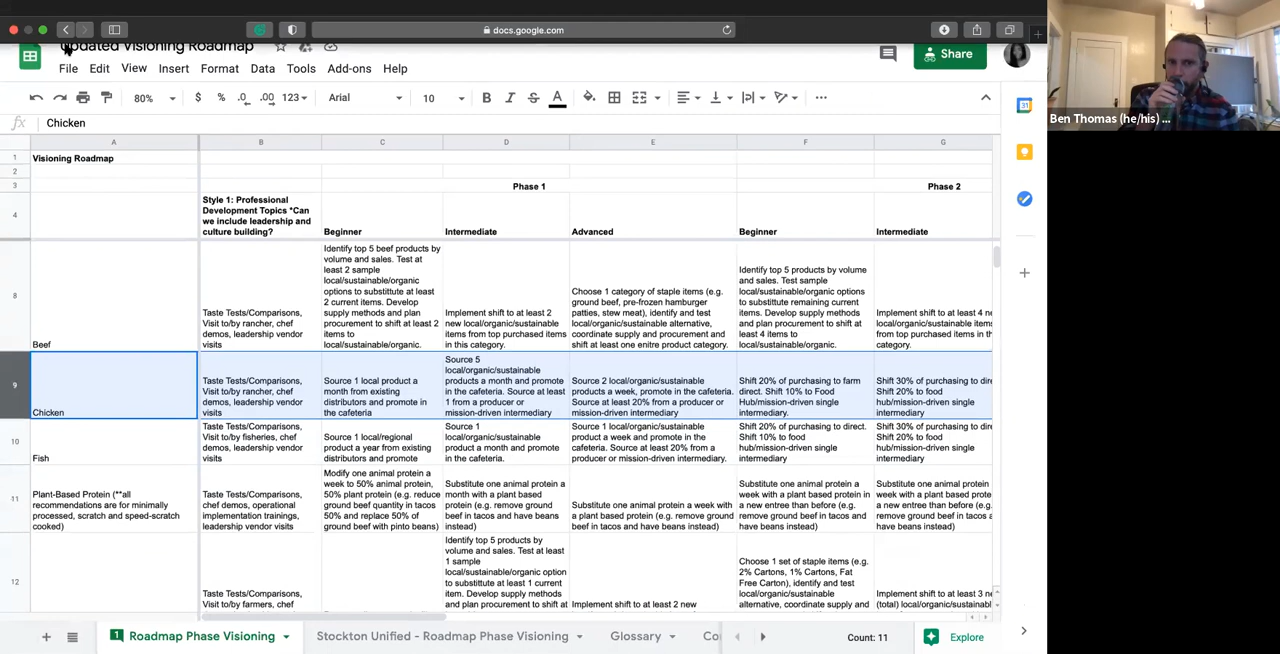 docs.google.com
Updated Visioning Roadmap
File Edit View Insert Format Data Tools Add-ons Help
Share
80% $ % .0 .00 123 Arial 10 B I S A
fx Chicken
A B C D E F G
1 Visioning Roadmap
2
3 Phase 1 Phase 2
4
Style 1: Professional
Development Topics *Can
we include leadership and
culture building?
Beginner
Intermediate
Advanced
Beginner
Intermediate
8
Beef
Taste Tests/Comparisons,
Visit to/by rancher, chef
demos, leadership vendor
visits
Identify top 5 beef products by
volume and sales. Test at
least 2 sample
local/sustainable/organic
options to substitute at least
2 current items. Develop
supply methods and plan
procurement to shift at least 2
items to
local/sustainable/organic.
Implement shift to at least 2
new local/organic/sustainable
items from top purchased items
in this category.
Choose 1 category of staple items (e.g.
ground beef, pre-frozen hamburger
patties, stew meat), identify and test
local/organic/sustainable alternative,
coordinate supply and procurement and
shift at least one enitre product category.
Identify top 5 products by volume
and sales. Test sample
local/sustainable/organic options
to substitute remaining current
items. Develop supply methods
and plan procurement to shift at
least 4 items to
local/sustainable/organic.
Implement shift to at least 4 n
local/organic/sustainable item
from top purchased items in th
category.
9
Chicken
Taste Tests/Comparisons,
Visit to/by rancher, chef
demos, leadership vendor
visits
Source 1 local product a
month from existing
distributors and promote in
the cafeteria
Source 5
local/organic/sustainable
products a month and promote
in the cafeteria. Source at least
1 from a producer or
mission-driven intermediary
Source 2 local/organic/sustainable
products a week, promote in the cafeteria.
Source at least 20% from a producer or
mission-driven intermediary
Shift 20% of purchasing to farm
direct. Shift 10% to Food
Hub/mission-driven single
intermediary.
Shift 30% of purchasing to dire
Shift 20% to food
hub/mission-driven single
intermediary
10
Fish
Taste Tests/Comparisons,
Visit to/by fisheries, chef
demos, leadership vendor
visits
Source 1 local/regional
product a year from existing
distributors and promote
Source 1
local/organic/sustainable
product a month and promote
in the cafeteria.
Source 1 local/organic/sustainable
product a week and promote in the
cafeteria. Source at least 20% from a
producer or mission-driven intermediary.
Shift 20% of purchasing to direct.
Shift 10% to food
hub/mission-driven single
intermediary
Shift 30% of purchasing to dire
Shift 20% to food
hub/mission-driven single
intermediary
11
Plant-Based Protein (**all
recommendations are for minimally
processed, scratch and speed-scratch
cooked)
Taste Tests/Comparisons,
chef demos, operational
implementation trainings,
leadership vendor visits
Modify one animal protein a
week to 50% animal protein,
50% plant protein (e.g. reduce
ground beef quantity in tacos
50% and replace 50% of
ground beef with pinto beans)
Substitute one animal protein a
month with a plant based
protein (e.g. remove ground
beef in tacos and have beans
instead)
Substitute one animal protein a week with
a plant based protein (e.g. remove ground
beef in tacos and have beans instead)
Substitute one animal protein a
week with a plant based protein in
a new entree than before (e.g.
remove ground beef in tacos and
have beans instead)
Substitute one animal protein a
week with a plant based protei
a new entree than before (e.g.
remove ground beef in tacos a
have beans instead)
12
Taste Tests/Comparisons,
Visit to/by farmers, chef
Identify top 5 products by
volume and sales. Test at least
1 sample
local/sustainable/organic option
to substitute at least 1 current
item. Develop supply methods
and plan procurement to shift at
Implement shift to at least 2 new
Choose 1 set of staple items (e.g.
2% Cartons, 1% Cartons, Fat
Free Carton), identify and test
local/organic/sustainable
alternative, coordinate supply and
Implement shift to at least 3 ne
(total) local/organic/sustainabl
1 Roadmap Phase Visioning Stockton Unified - Roadmap Phase Visioning Glossary Co
Count: 11 Explore
31
Ben Thomas (he/his) ...